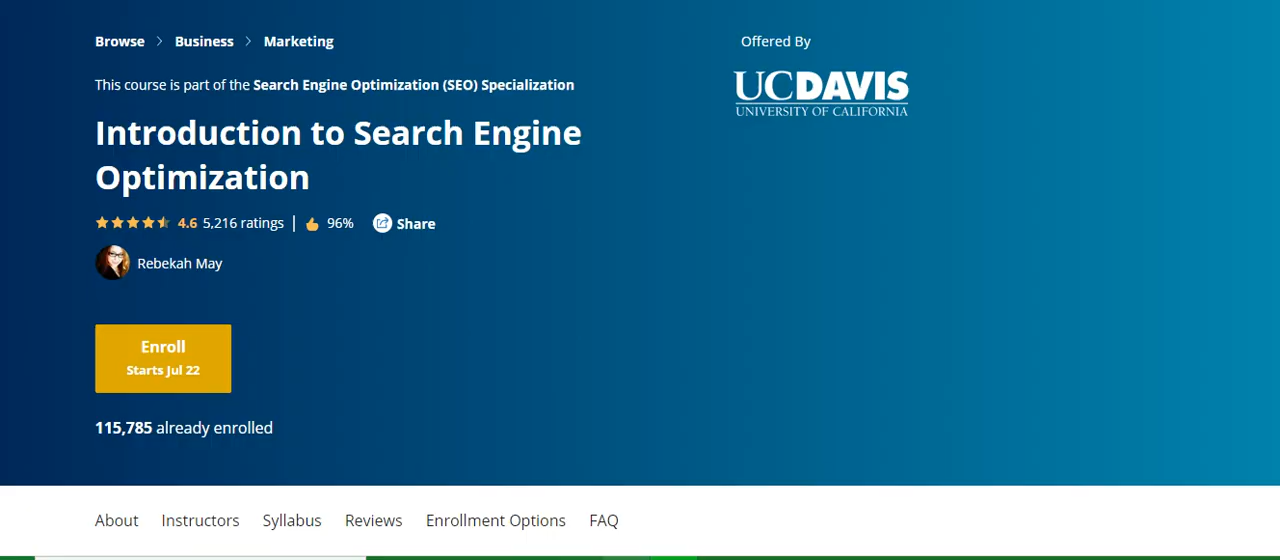 Browse > Business > Marketing
Offered By
This course is part of the Search Engine Optimization (SEO) Specialization
UCDAVIS
UNIVERSITY OF CALIFORNIA
Introduction to Search Engine
Optimization
4.6 5,216 ratings | 96% Share
Rebekah May
Enroll
Starts Jul 22
115,785 already enrolled
About Instructors Syllabus Reviews Enrollment Options FAQ